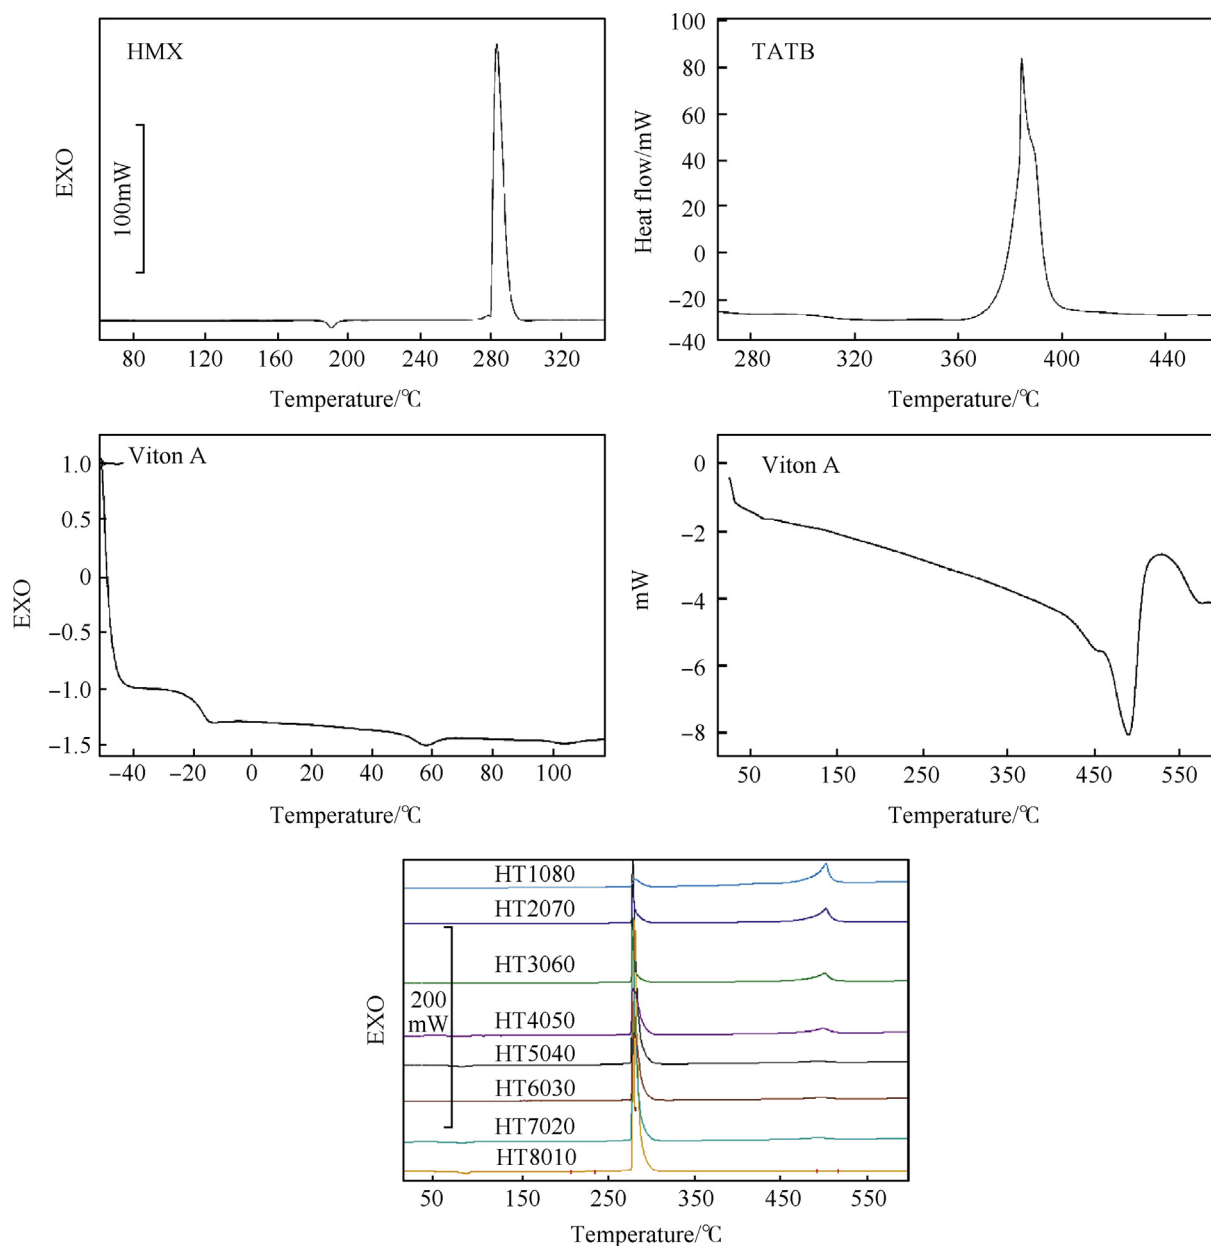 HMX
EXO
100mW
80 120 160 200 240 280 320
Temperature/℃
TATB
Heat flow/mW
100
80
60
40
20
0
−20
−40
280 320 360 400 440
Temperature/℃
Viton A
EXO
1.0
0.5
0
−0.5
−1.0
−1.5
−40 −20 0 20 40 60 80 100
Temperature/℃
Viton A
mW
0
−2
−4
−6
−8
50 150 250 350 450 550
Temperature/℃
EXO
200
mW
HT1080
HT2070
HT3060
HT4050
HT5040
HT6030
HT7020
HT8010
50 150 250 350 450 550
Temperature/℃